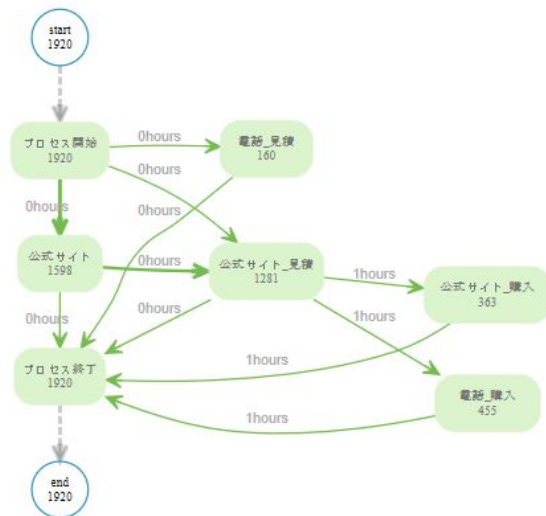 start
1920
プロセス開始
1920
0hours
電話_見積
160
0hours
0hours
0hours
公式サイト
1598
0hours
公式サイト_見積
1281
1hours
公式サイト_購入
363
0hours
0hours
1hours
プロセス終了
1920
1hours
電話_購入
455
1hours
end
1920